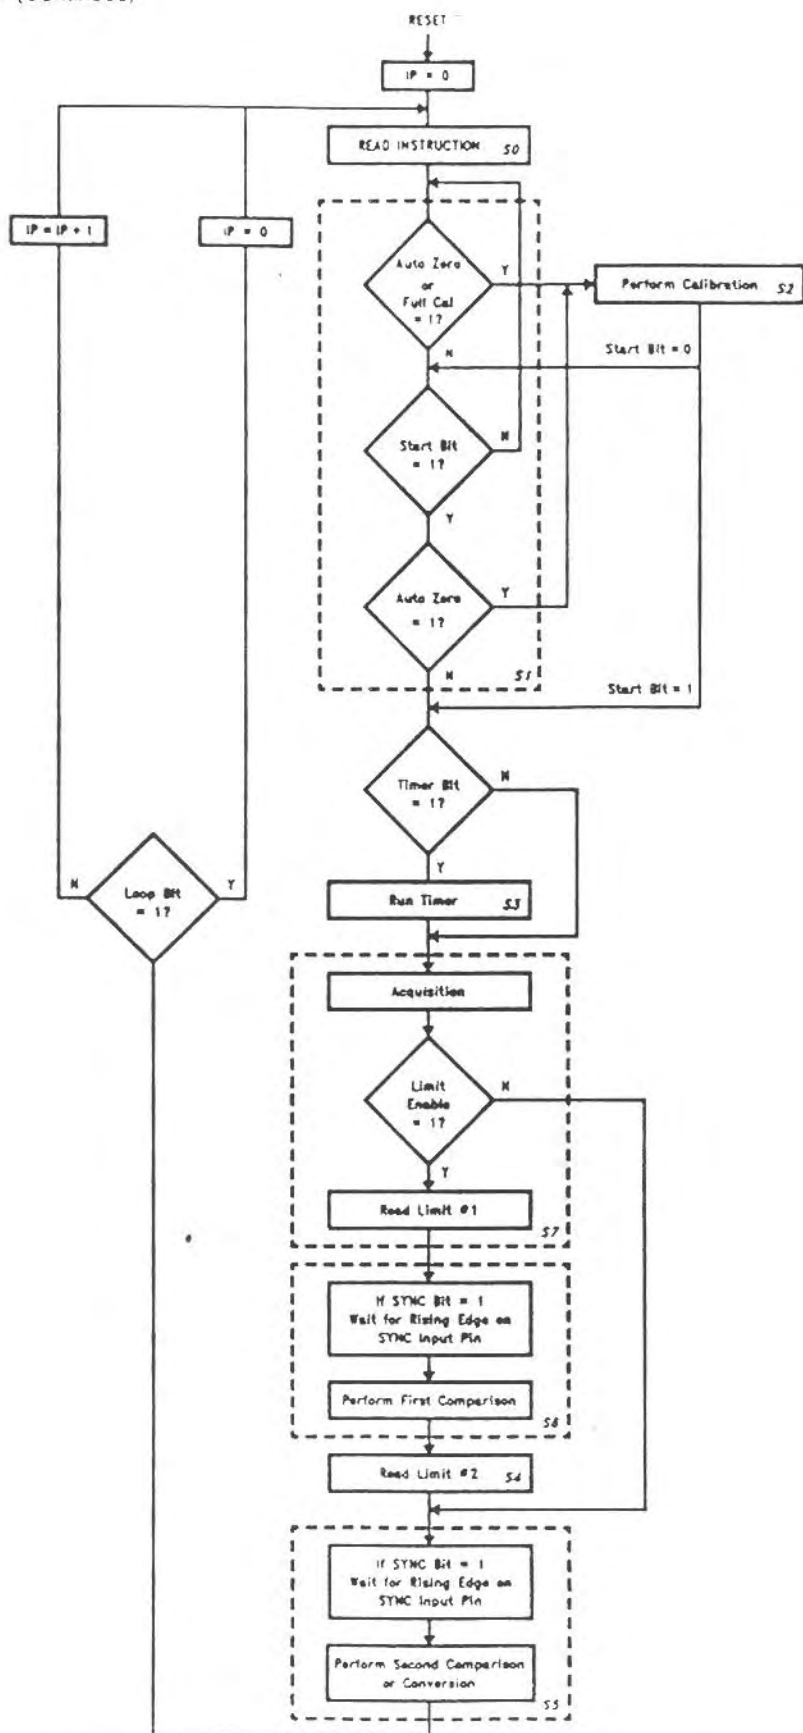 RESET
IP = 0
READ INSTRUCTION S0
IP = IP + 1
IP = 0
Auto Zero
or
Full Cal
= 1?
Y
N
Perform Calibration S2
Start Bit = 0
Start Bit
= 1?
N
Y
Auto Zero
= 1?
Y
N
S1
Start Bit = 1
Timer Bit
= 1?
N
Y
Run Timer S3
Loop Bit
= 1?
N
Y
Acquisition
Limit
Enable
= 1?
N
Y
Read Limit #1
S7
If SYNC Bit = 1
Wait for Rising Edge on
SYNC Input Pin
Perform First Comparison
S6
Read Limit #2 S4
If SYNC Bit = 1
Wait for Rising Edge on
SYNC Input Pin
Perform Second Comparison
or Conversion
S5